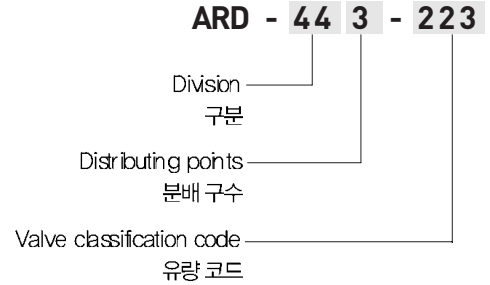 ARD - 44 3 - 223
Division
구분
Distributing points
분배 구수
Valve classification code
유량 코드